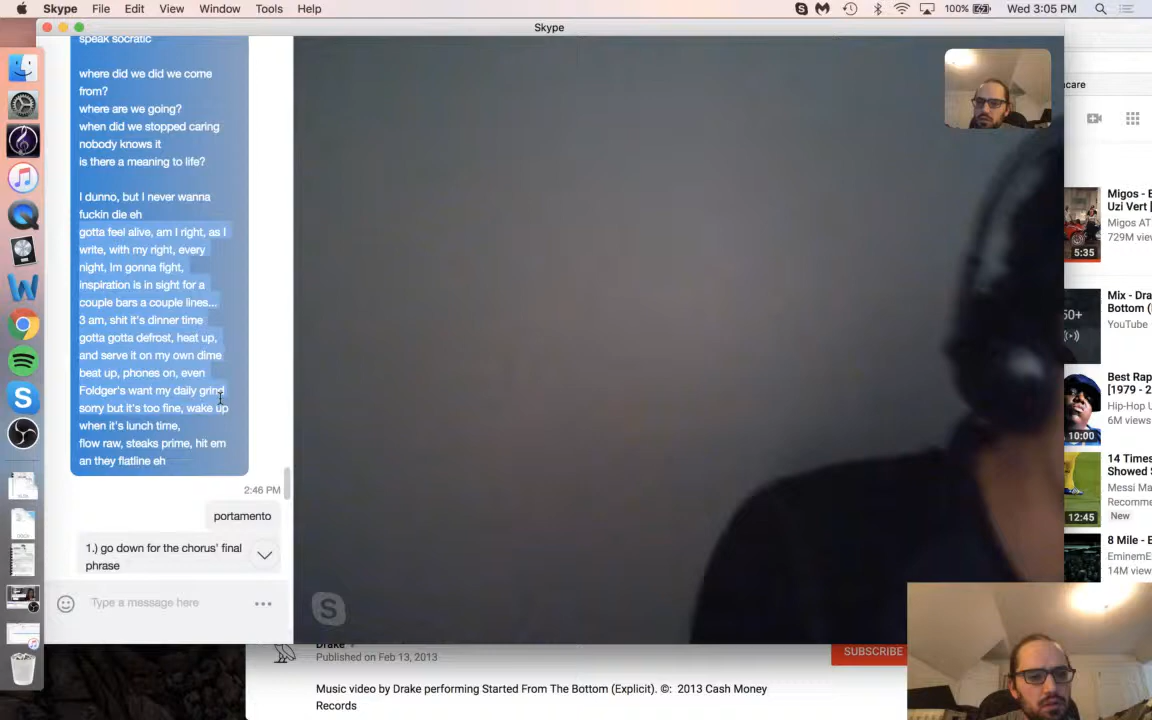 Skype File Edit View Window Tools Help
100% Wed 3:05 PM
Skype
speak socratic
where did we did we come
from?
where are we going?
when did we stopped caring
nobody knows it
is there a meaning to life?
I dunno, but I never wanna
fuckin die eh
gotta feel alive, am I right, as I
write, with my right, every
night, Im gonna fight,
inspiration is in sight for a
couple bars a couple lines...
3 am, shit it's dinner time
gotta gotta defrost, heat up,
and serve it on my own dime
beat up, phones on, even
Foldger's want my daily grind
sorry but it's too fine, wake up
when it's lunch time,
flow raw, steaks prime, hit em
an they flatline eh
2:46 PM
portamento
1.) go down for the chorus' final
phrase
Type a message here
care
Migos - E
Uzi Vert [
Migos AT
729M vie
5:35
Mix - Dra
Bottom (
YouTube
50+
Best Rap
[1979 - 2
Hip-Hop U
6M views
10:00
14 Times
Showed S
Messi Ma
Recomme
New
12:45
8 Mile - E
EminemE
14M view
Drake
Published on Feb 13, 2013
SUBSCRIBE
Music video by Drake performing Started From The Bottom (Explicit). ©: 2013 Cash Money
Records